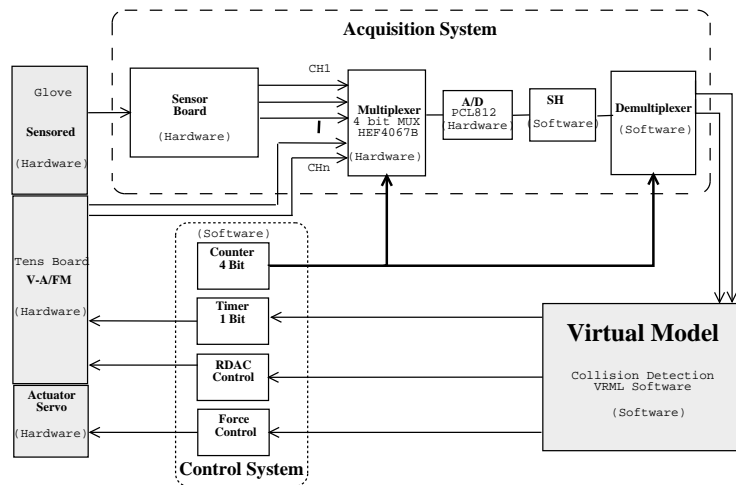 Acquisition System
Glove
Sensored
(Hardware)
Sensor
Board
(Hardware)
CH1
CHn
Multiplexer
4 bit MUX
HEF4067B
(Hardware)
A/D
PCL812
(Hardware)
SH
(Software)
Demultiplexer
(Software)
Tens Board
V-A/FM
(Hardware)
(Software)
Counter
4 Bit
Timer
1 Bit
RDAC
Control
Force
Control
Control System
Actuator
Servo
(Hardware)
Virtual Model
Collision Detection
VRML Software
(Software)